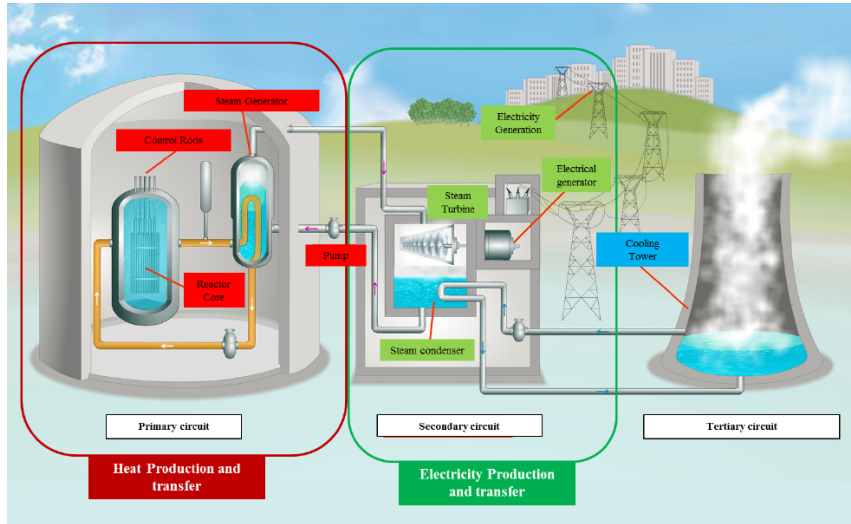 Steam Generator
Control Rods
Reactor
Core
Pump
Electricity
Generation
Steam
Turbine
Electrical
generator
Cooling
Tower
Steam condenser
Primary circuit
Secondary circuit
Tertiary circuit
Heat Production and
transfer
Electricity Production
and transfer